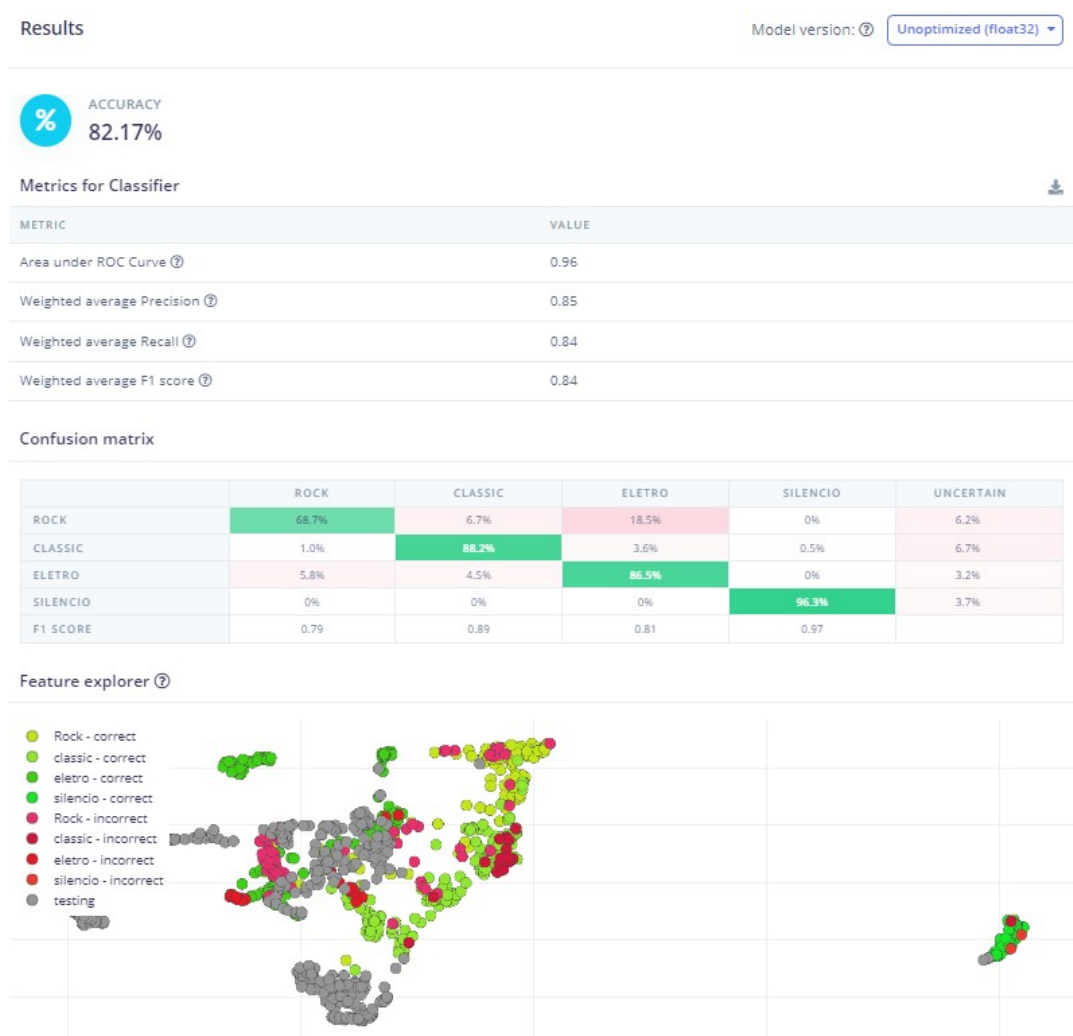 Results
Model version: Unoptimized (float32)
%
ACCURACY
82.17%
Metrics for Classifier
METRIC VALUE
Area under ROC Curve ? 0.96
Weighted average Precision ? 0.85
Weighted average Recall ? 0.84
Weighted average F1 score ? 0.84
Confusion matrix
ROCK CLASSIC ELETRO SILENCIO UNCERTAIN
ROCK 68.7% 6.7% 18.5% 0% 6.2%
CLASSIC 1.0% 88.2% 3.6% 0.5% 6.7%
ELETRO 5.8% 4.5% 86.5% 0% 3.2%
SILENCIO 0% 0% 0% 96.3% 3.7%
F1 SCORE 0.79 0.89 0.81 0.97
Feature explorer ?
Rock - correct
classic - correct
eletro - correct
silencio - correct
Rock - incorrect
classic - incorrect
eletro - incorrect
silencio - incorrect
testing